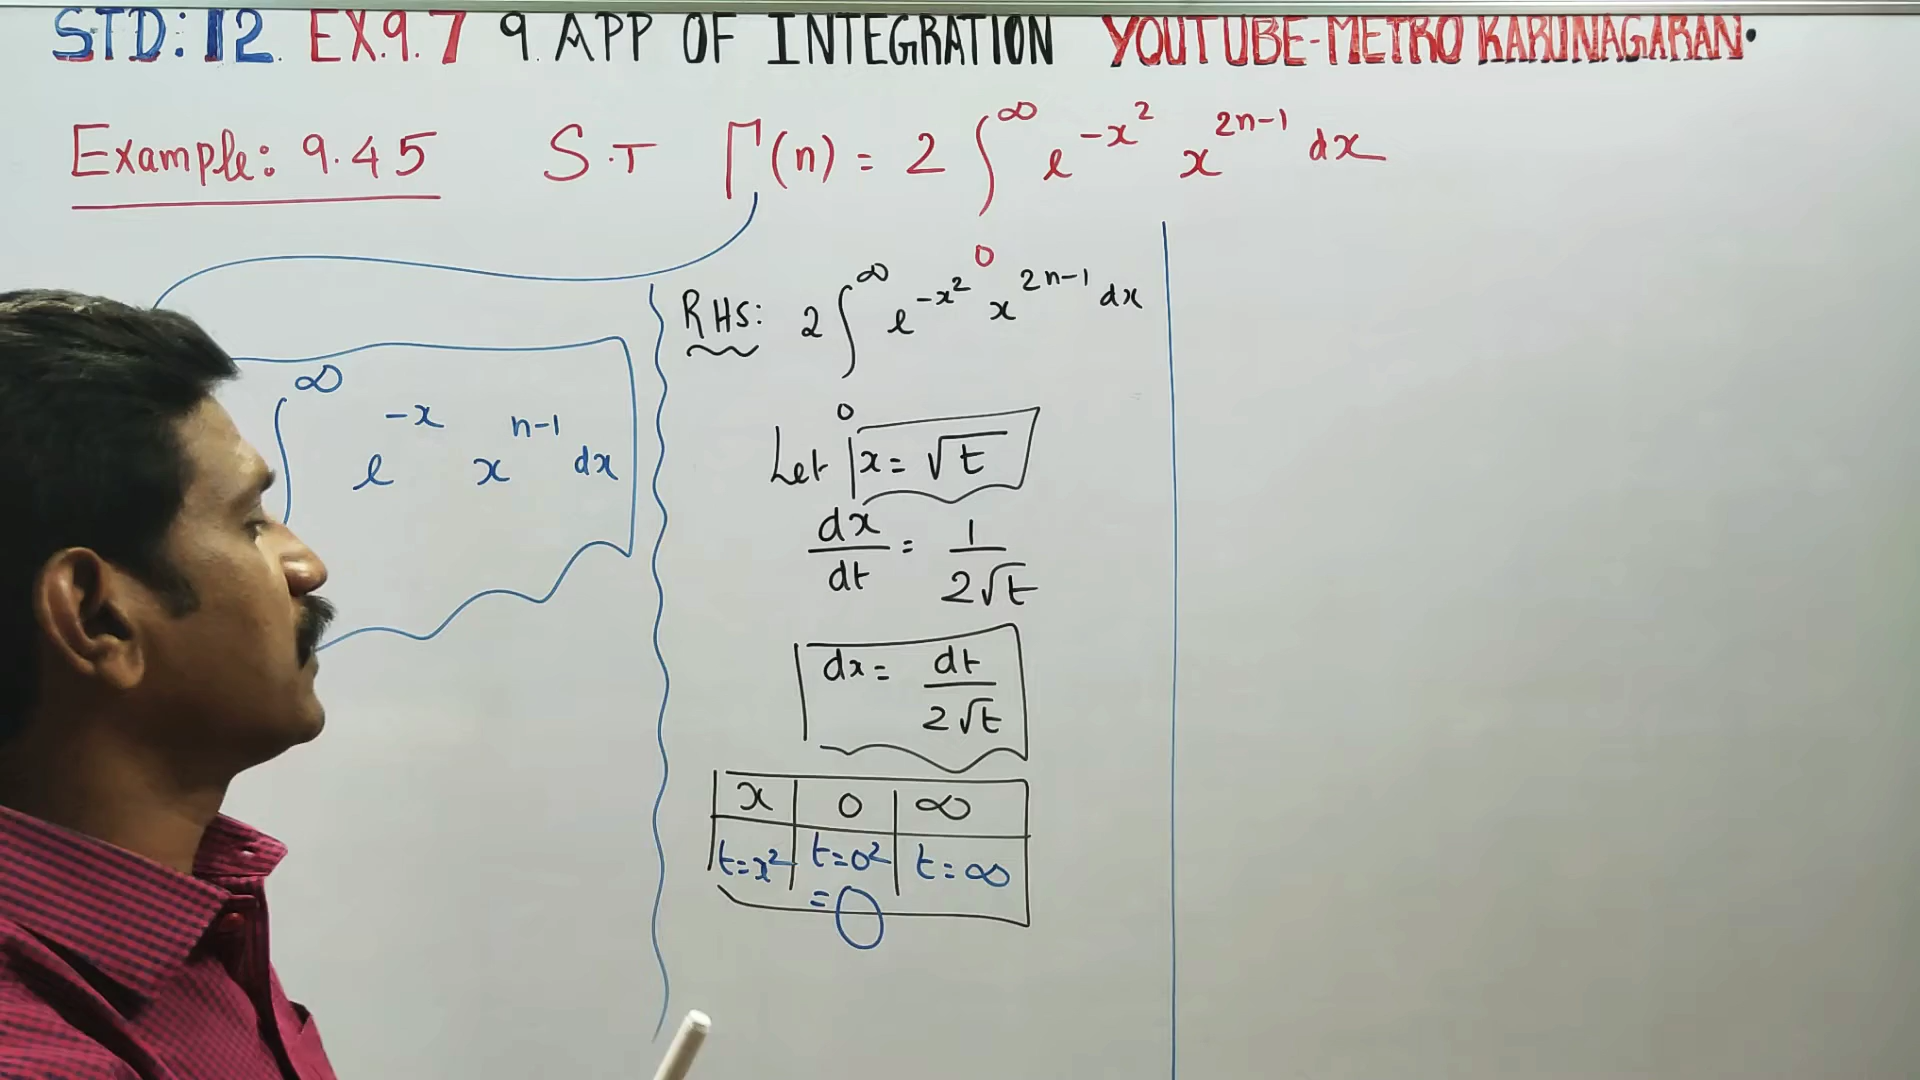 STD: 12. EX.9.7 9. APP OF INTEGRATION YOUTUBE-METRO KARUNAGARAN.
Example: 9.45 S.T Γ(n) = 2 ∫₀^∞ e^{-x²} x^{2n-1} dx
∫^∞ e^{-x} x^{n-1} dx
RHS: 2 ∫₀^∞ e^{-x²} x^{2n-1} dx
Let x = √t
dx/dt = 1/2√t
dx = dt/2√t
x 0 ∞
t=x² t=0² t=∞
=0